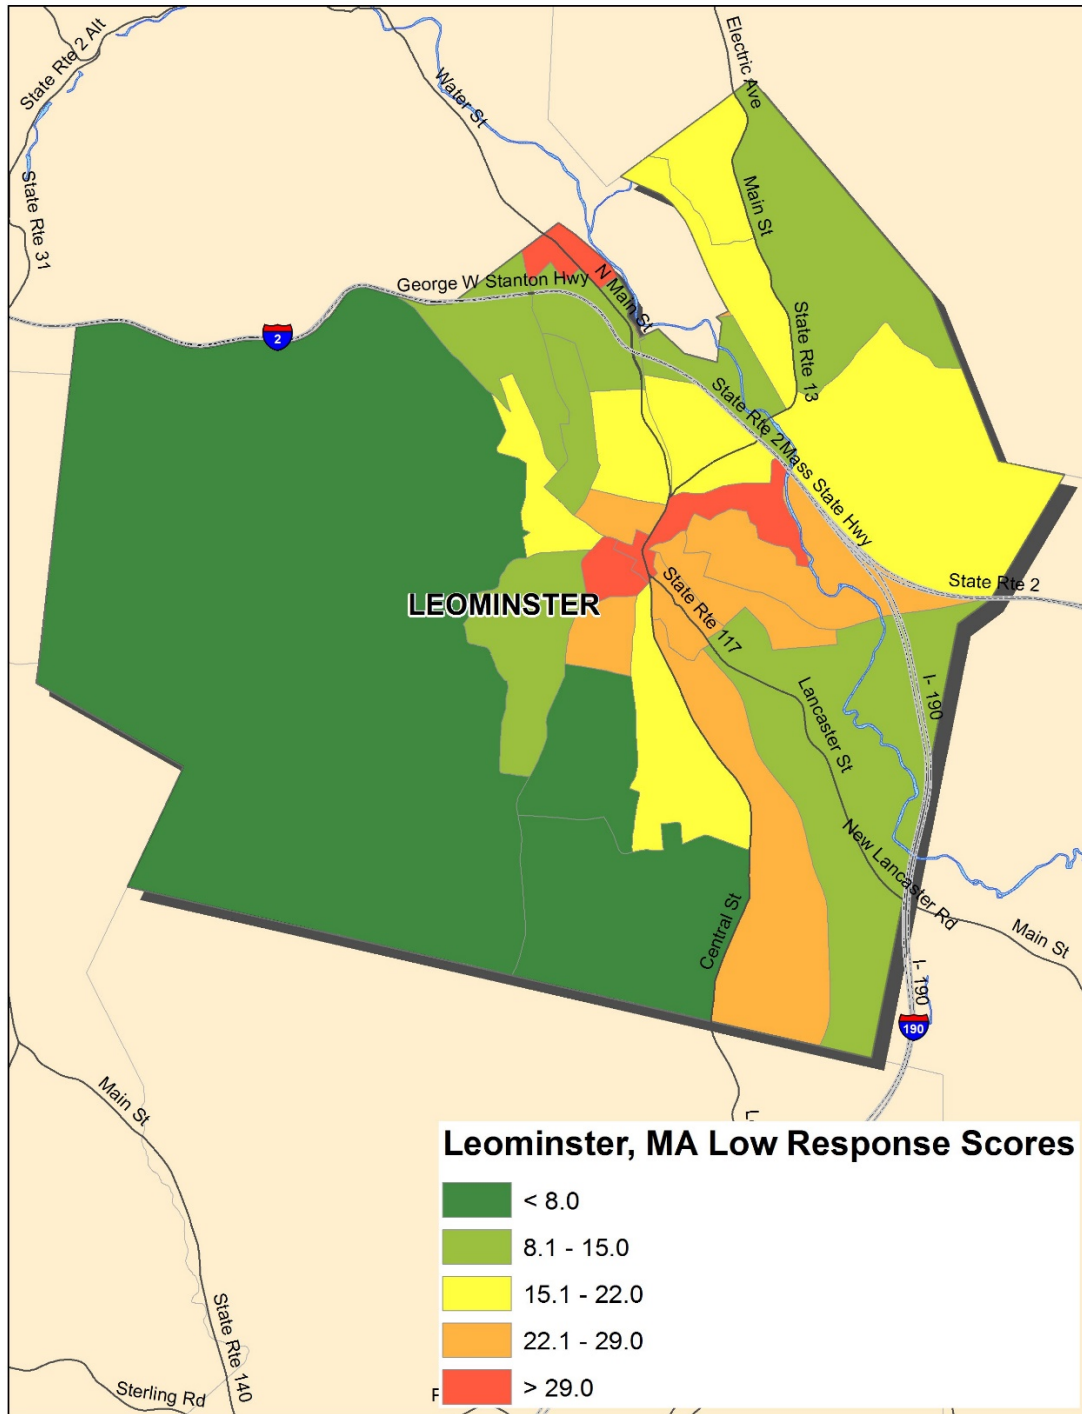 State Rte 2 Alt
Water St
Electric Ave
State Rte 31
Main St
George W Stanton Hwy
N Main St
2
State Rte 13
State Rte 2
Mass State Hwy
State Rte 2
LEOMINSTER
State Rte 117
I- 190
Lancaster St
New Lancaster Rd
Central St
Main St
I- 190
190
Main St
State Rte 140
Sterling Rd
Leominster, MA Low Response Scores
< 8.0
8.1 - 15.0
15.1 - 22.0
22.1 - 29.0
> 29.0